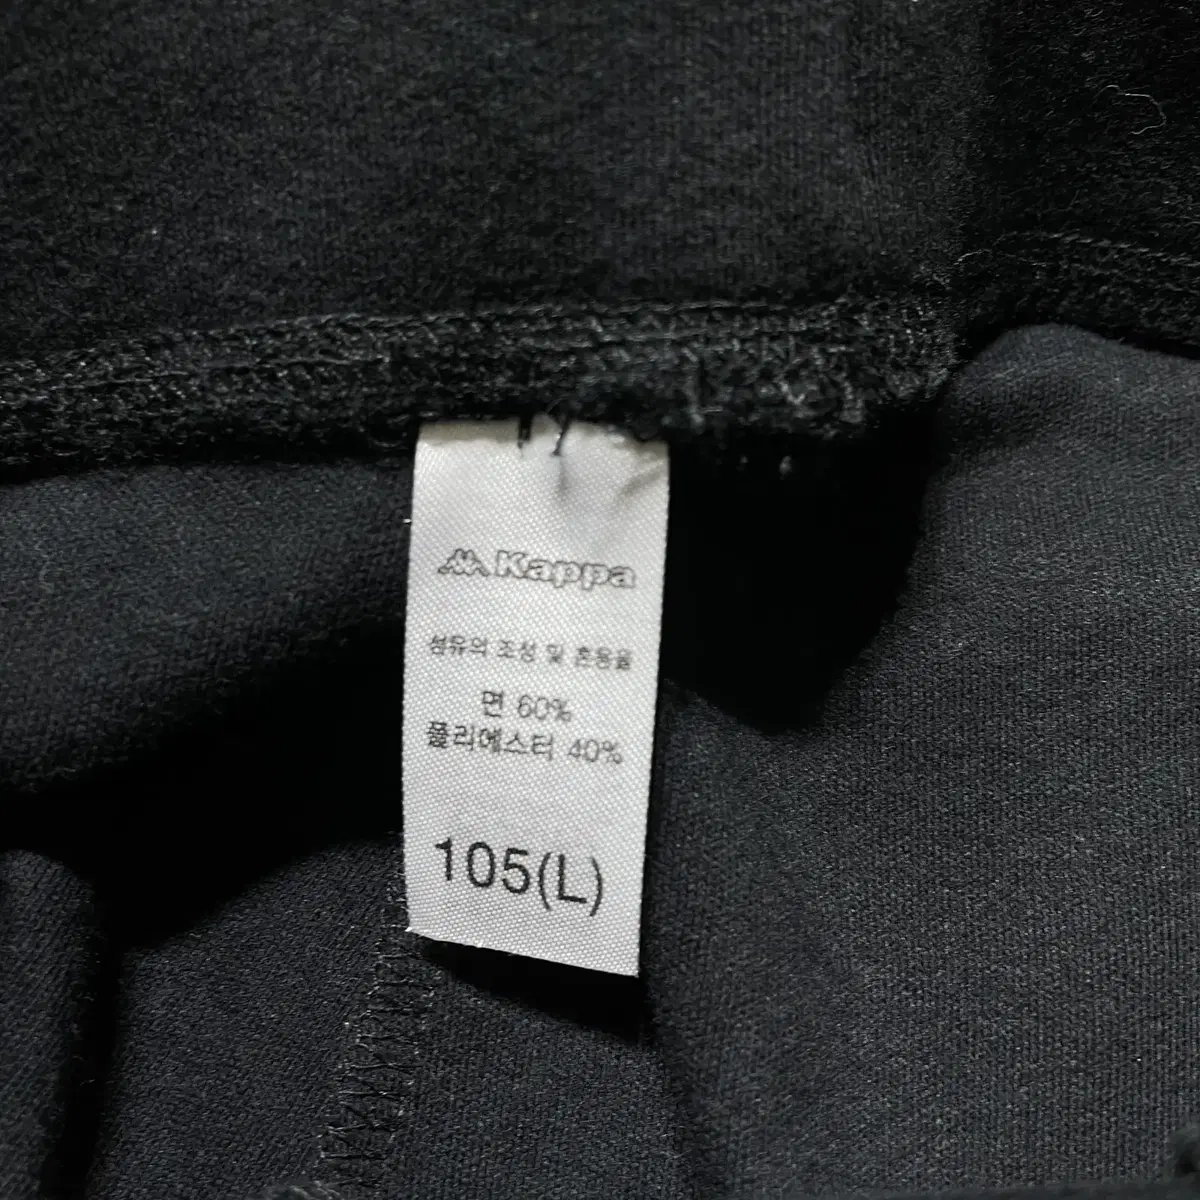 Kappa
섬유의 조성 및 혼용율
면 60%
폴리에스터 40%
105(L)